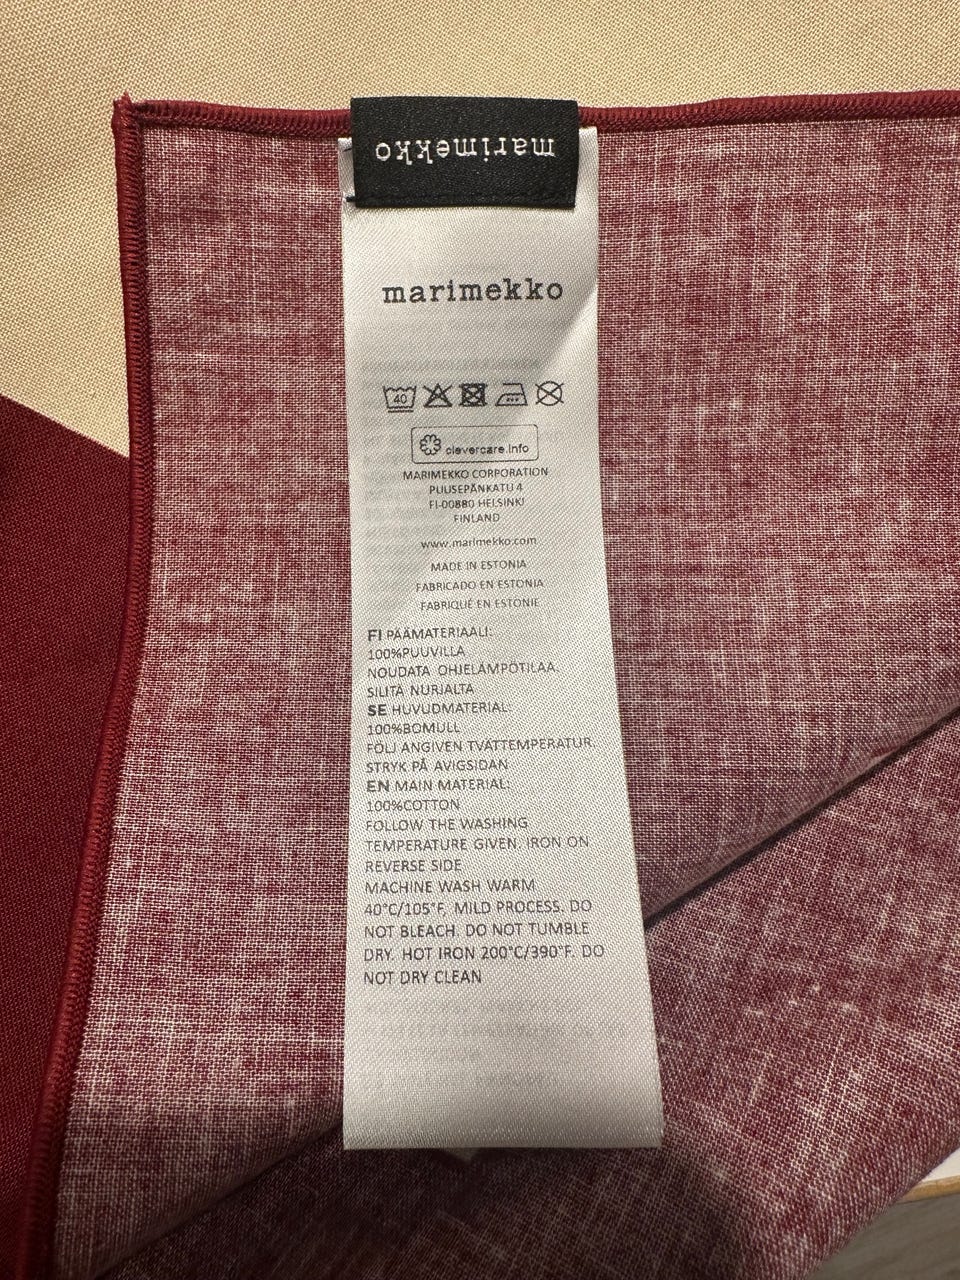 marimekko
marimekko
40
clevercare.info
MARIMEKKO CORPORATION
PUUSEPÄNKATU 4
FI-00880 HELSINKI
FINLAND
www.marimekko.com
MADE IN ESTONIA
FABRICADO EN ESTONIA
FABRIQUÉ EN ESTONIE
FI PÄÄMATERIAALI:
100%PUUVILLA
NOUDATA OHJELÄMPÖTILAA.
SILITÄ NURJALTA
SE HUVUDMATERIAL:
100%BOMULL
FÖLJ ANGIVEN TVÄTTEMPERATUR.
STRYK PÅ AVIGSIDAN
EN MAIN MATERIAL:
100%COTTON
FOLLOW THE WASHING
TEMPERATURE GIVEN. IRON ON
REVERSE SIDE
MACHINE WASH WARM
40°C/105°F, MILD PROCESS. DO
NOT BLEACH. DO NOT TUMBLE
DRY. HOT IRON 200°C/390°F. DO
NOT DRY CLEAN